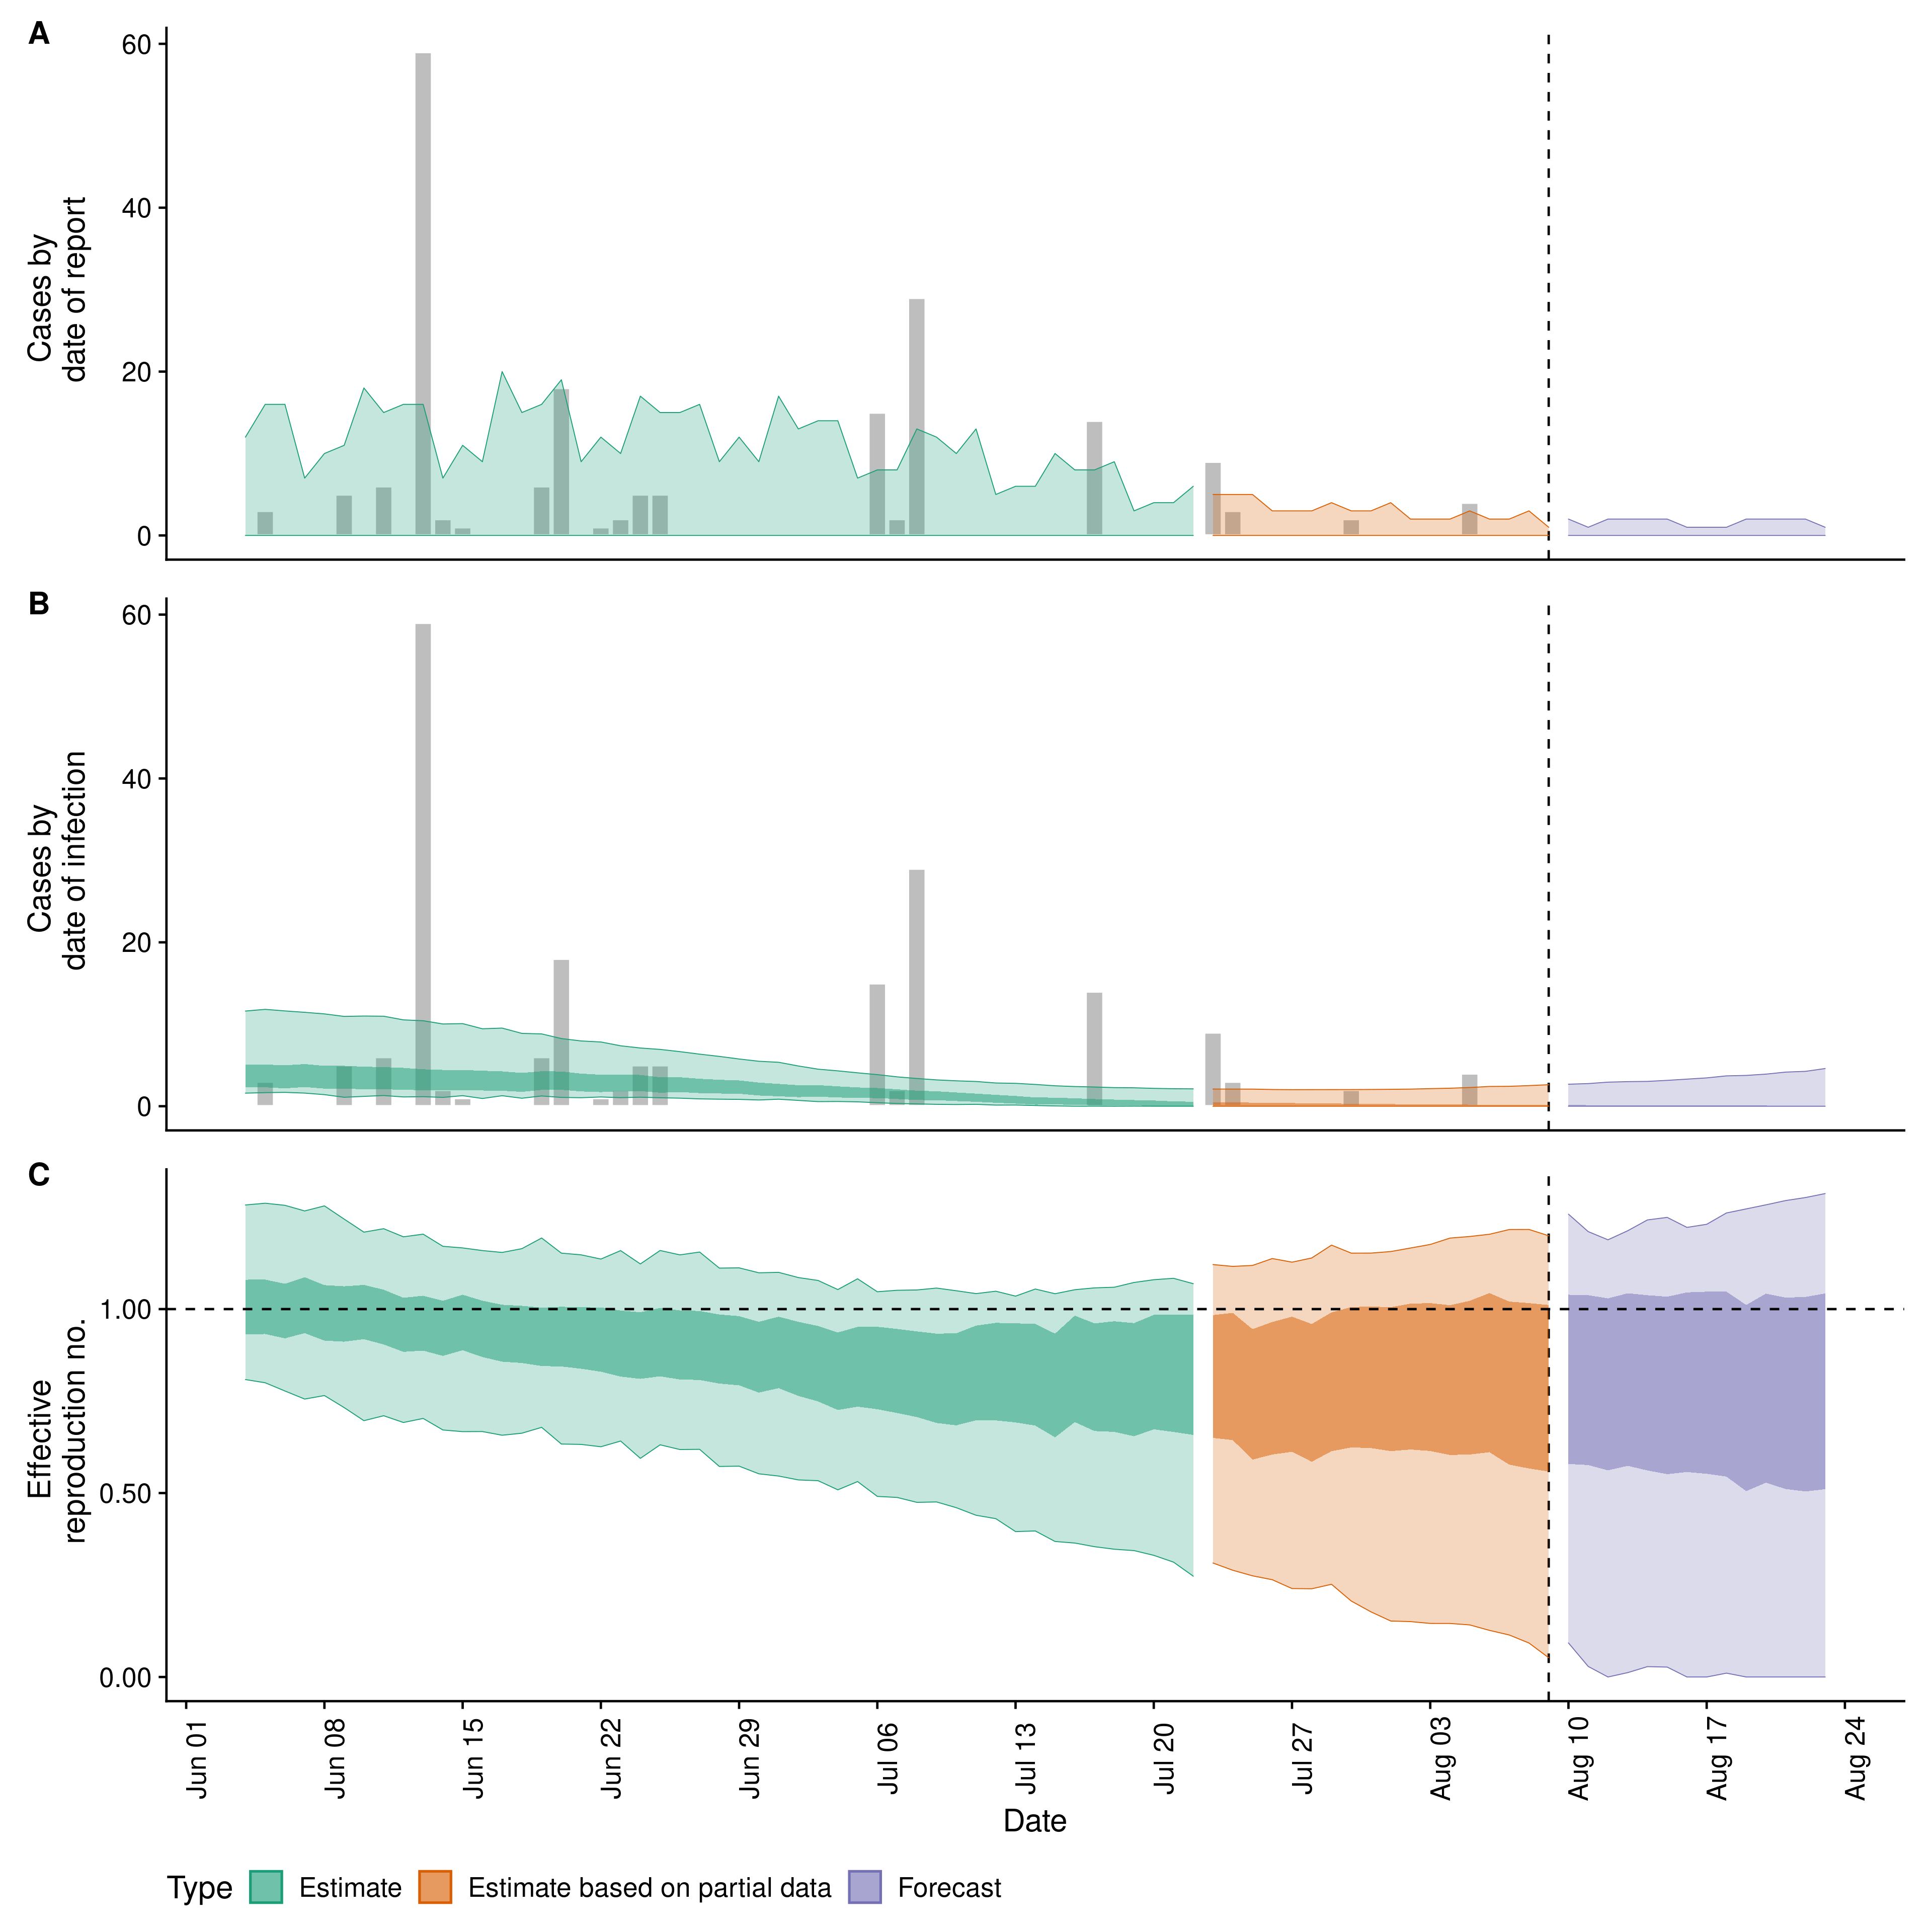 A
60
40
20
0
Cases by
date of report
B
60
40
20
0
Cases by
date of infection
C
1.00
0.50
0.00
Effective
reproduction no.
Jun 01
Jun 08
Jun 15
Jun 22
Jun 29
Jul 06
Jul 13
Jul 20
Jul 27
Aug 03
Aug 10
Aug 17
Aug 24
Date
Type Estimate Estimate based on partial data Forecast